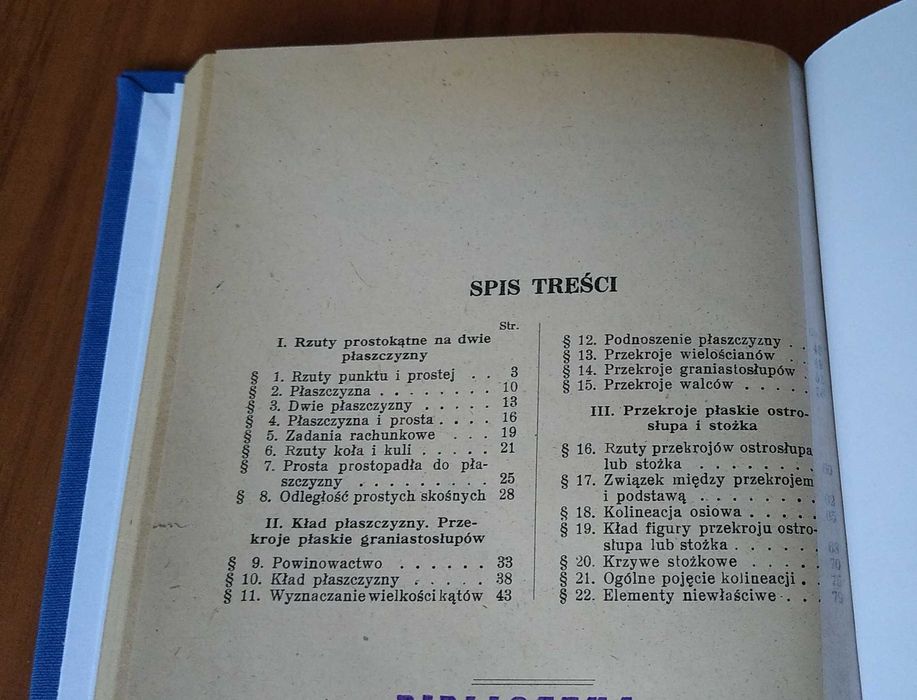 SPIS TREŚCI
Str.
I. Rzuty prostokątne na dwie
płaszczyzny
§ 1. Rzuty punktu i prostej . . 3
§ 2. Płaszczyzna . . . . . . . . 10
§ 3. Dwie płaszczyzny . . . . . 13
§ 4. Płaszczyzna i prosta . . . . 16
§ 5. Zadania rachunkowe . . . 19
§ 6. Rzuty koła i kuli . . . . . 21
§ 7. Prosta prostopadła do pła-
szczyzny . . . . . . . . . 25
§ 8. Odległość prostych skośnych 28
II. Kład płaszczyzny. Prze-
kroje płaskie graniastosłupów
§ 9. Powinowactwo . . . . . . 33
§ 10. Kład płaszczyzny . . . . . 38
§ 11. Wyznaczanie wielkości kątów 43
§ 12. Podnoszenie płaszczyzny . .
§ 13. Przekroje wielościanów . .
§ 14. Przekroje graniastosłupów .
§ 15. Przekroje walców . . . .
III. Przekroje płaskie ostro-
słupa i stożka
§ 16. Rzuty przekrojów ostrosłupa
lub stożka . . . . . . . .
§ 17. Związek między przekrojem
i podstawą . . . . . . . .
§ 18. Kolineacja osiowa . . . . .
§ 19. Kład figury przekroju ostro-
słupa lub stożka . . . . . . 68
§ 20. Krzywe stożkowe . . . . . 70
§ 21. Ogólne pojęcie kolineacji . . 75
§ 22. Elementy niewłaściwe . . . 79